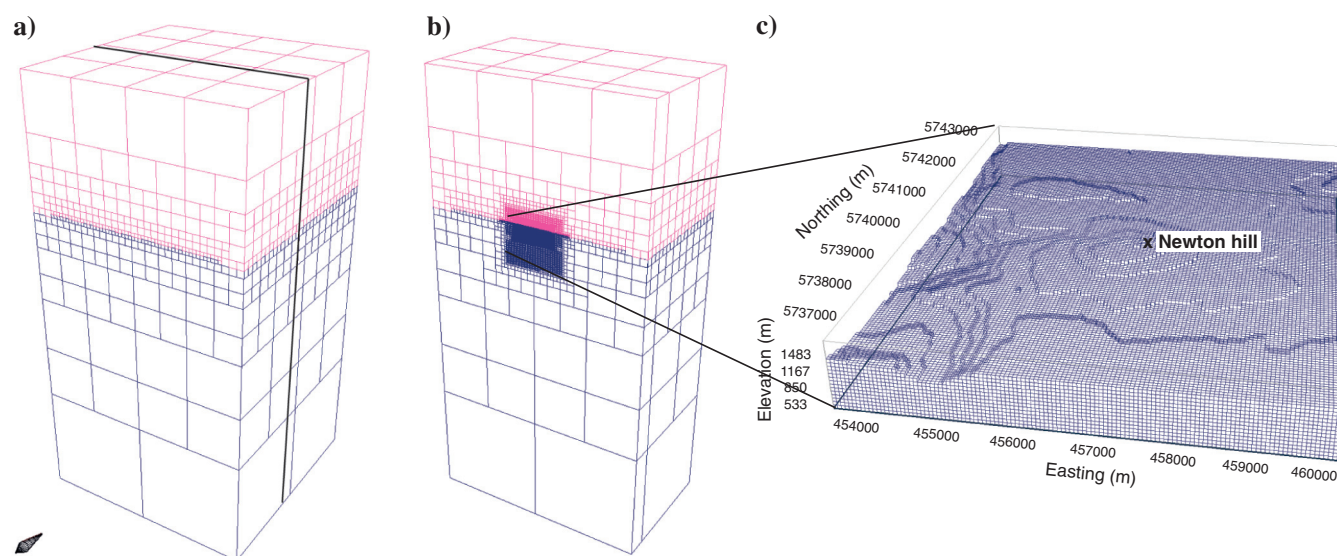 a)
b)
c)
5743000
5742000
5741000
5740000
5739000
5738000
5737000
Northing (m)
x Newton hill
Elevation (m)
1483
1167
850
533
454000
455000
456000
457000
458000
459000
460000
Easting (m)